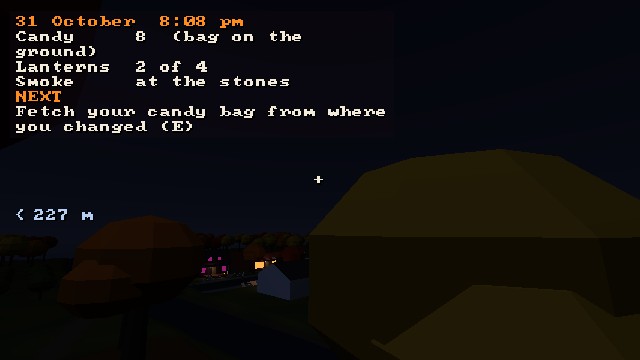 31 October  8:08 pm
Candy     8  (bag on the
ground)
Lanterns  2 of 4
Smoke     at the stones
NEXT
Fetch your candy bag from where
you changed (E)
< 227 m